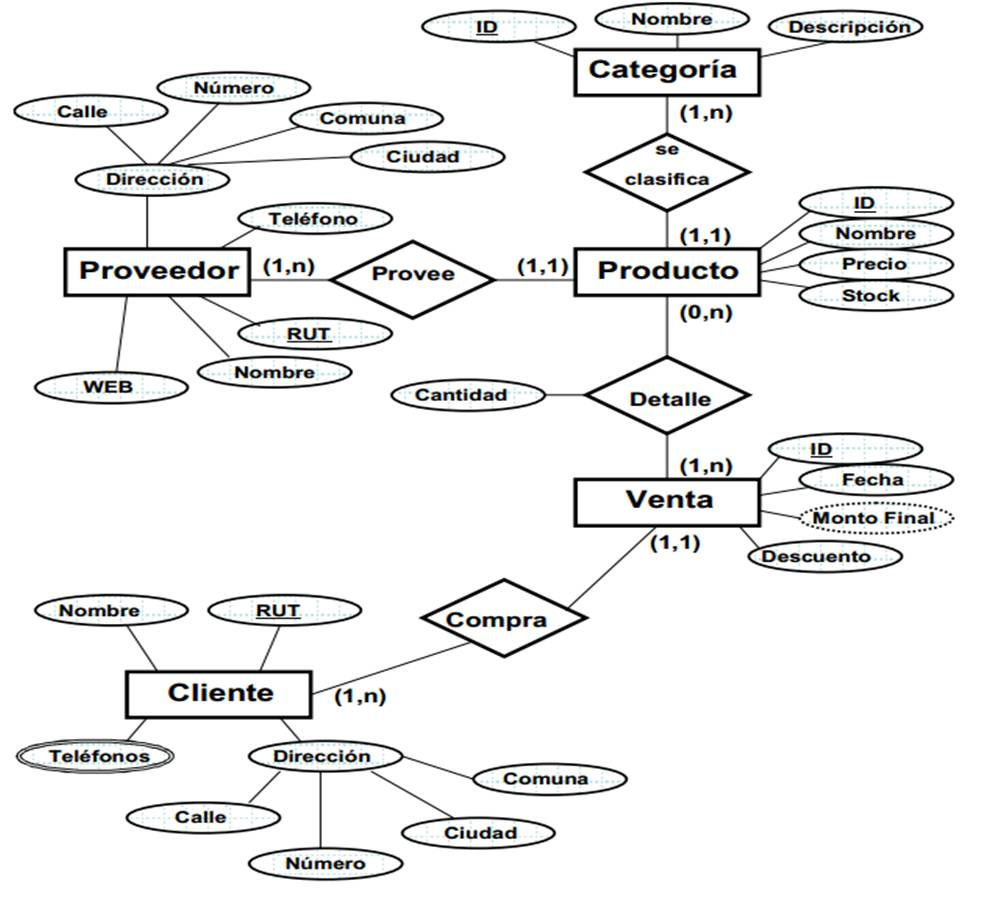 ID
Nombre
Descripción
Categoría
(1,n)
se
clasifica
(1,1)
Calle
Número
Comuna
Ciudad
Dirección
Teléfono
Proveedor
(1,n)
Provee
(1,1)
Producto
ID
Nombre
Precio
Stock
(0,n)
RUT
Nombre
WEB
Cantidad
Detalle
(1,n)
Venta
ID
Fecha
Monto Final
Descuento
(1,1)
Compra
Nombre
RUT
Cliente
(1,n)
Teléfonos
Dirección
Comuna
Calle
Ciudad
Número